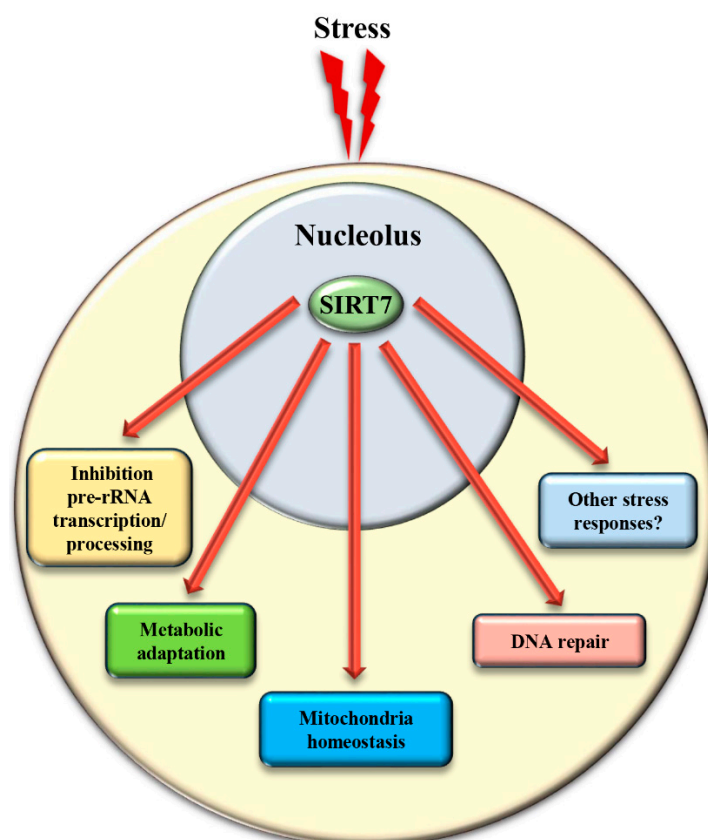 Stress
Nucleolus
SIRT7
Inhibition
pre-rRNA
transcription/
processing
Other stress
responses?
Metabolic
adaptation
DNA repair
Mitochondria
homeostasis